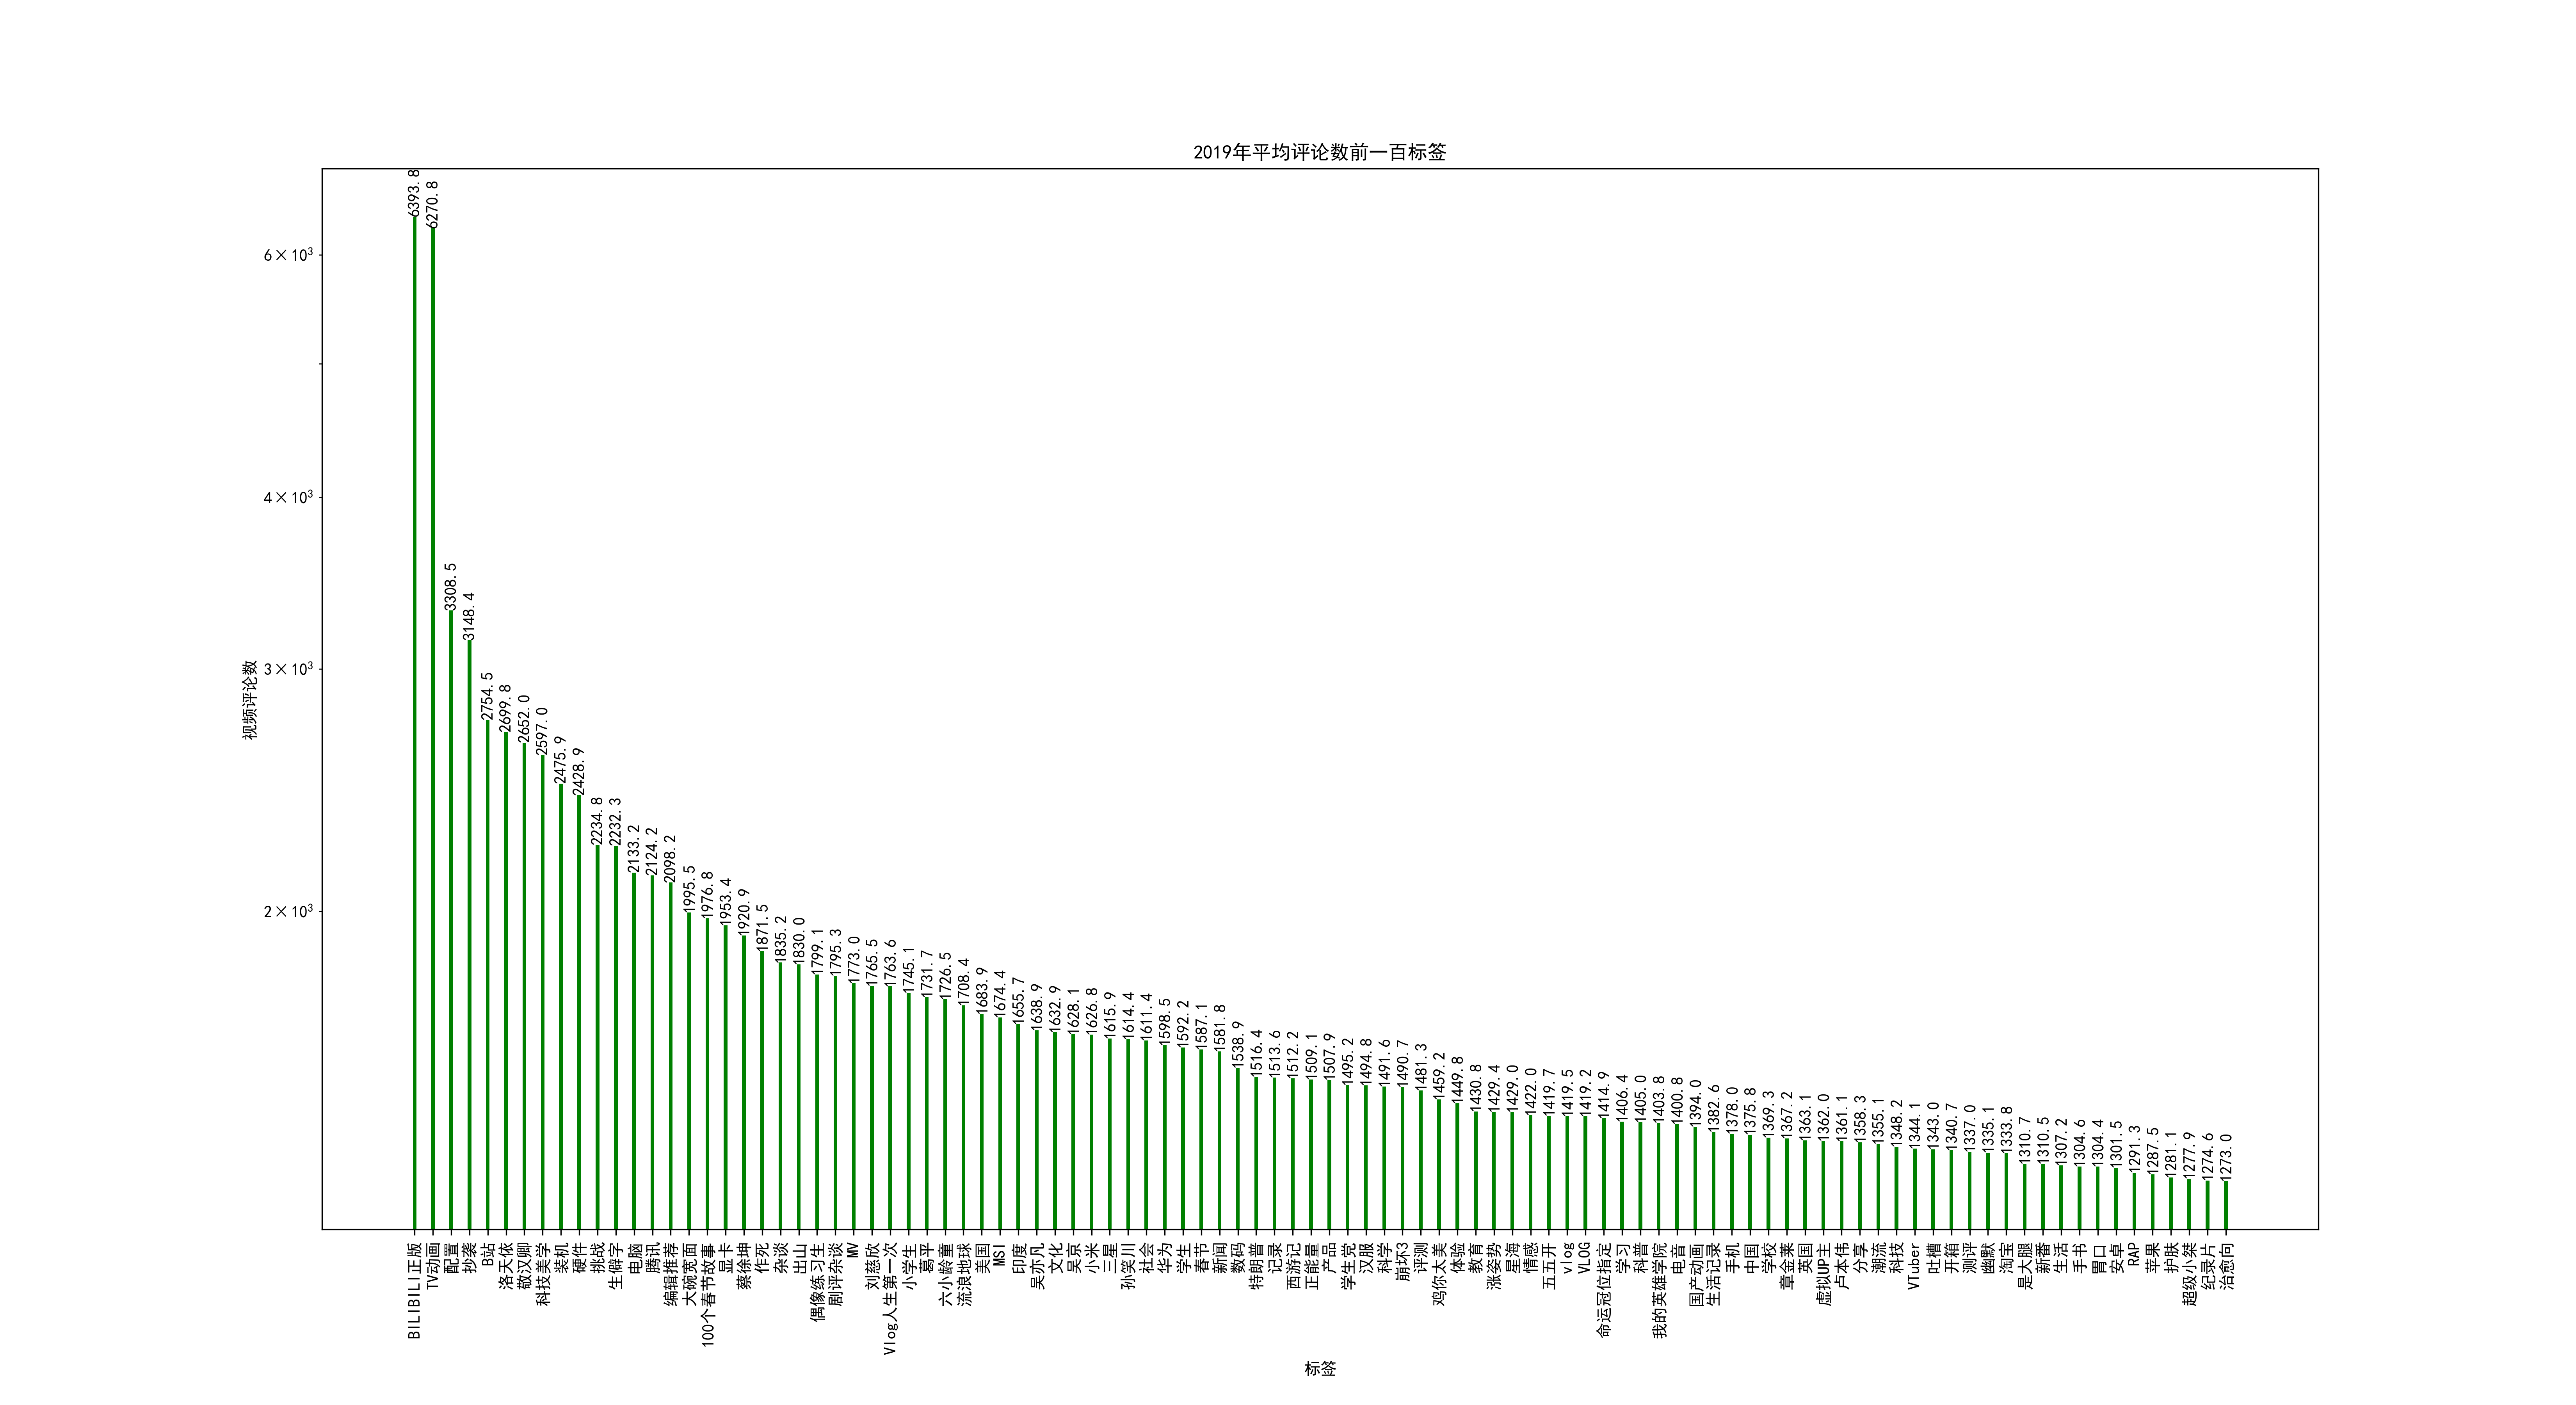 2019年平均评论数前一百标签
视频评论数
6×10³
4×10³
3×10³
2×10³
6393.8
6270.8
3308.5
3148.4
2754.5
2699.8
2652.0
2597.0
2475.9
2428.9
2234.8
2232.3
2133.2
2124.2
2098.2
1995.5
1976.8
1953.4
1920.9
1871.5
1835.2
1830.0
1799.1
1795.3
1773.0
1765.5
1763.6
1745.1
1731.7
1726.5
1708.4
1683.9
1674.4
1655.7
1638.9
1632.9
1628.1
1626.8
1615.9
1614.4
1611.4
1598.5
1592.2
1587.1
1581.8
1538.9
1516.4
1513.6
1512.2
1509.1
1507.9
1495.2
1494.8
1491.6
1490.7
1481.3
1459.2
1449.8
1430.8
1429.4
1429.0
1422.0
1419.7
1419.5
1419.2
1414.9
1406.4
1405.0
1403.8
1400.8
1394.0
1382.6
1378.0
1375.8
1369.3
1367.2
1363.1
1362.0
1361.1
1358.3
1355.1
1348.2
1344.1
1343.0
1340.7
1337.0
1335.1
1333.8
1310.7
1310.5
1307.2
1304.6
1304.4
1301.5
1291.3
1287.5
1281.1
1277.9
1274.6
1273.0
BILIBILI正版
TV动画
配置
抄袭
B站
洛天依
敬汉卿
科技美学
装机
硬件
挑战
生僻字
电脑
腾讯
编辑推荐
大碗宽面
100个春节故事
显卡
蔡徐坤
作死
杂谈
出山
偶像练习生
剧评杂谈
MV
刘慈欣
Vlog人生第一次
小学生
葛平
六小龄童
流浪地球
美国
MSI
印度
吴亦凡
文化
吴京
小米
三星
孙笑川
社会
华为
学生
春节
新闻
数码
特朗普
记录
西游记
正能量
产品
学生党
汉服
科学
崩坏3
评测
鸡你太美
体验
教育
涨姿势
星海
情感
五五开
vlog
VLOG
命运冠位指定
学习
科普
我的英雄学院
电音
国产动画
生活记录
手机
中国
学校
章金莱
英国
虚拟UP主
卢本伟
分享
潮流
科技
VTuber
吐槽
开箱
测评
幽默
淘宝
是大腿
新番
生活
手书
胃口
安卓
RAP
苹果
护肤
超级小桀
纪录片
治愈向
标签